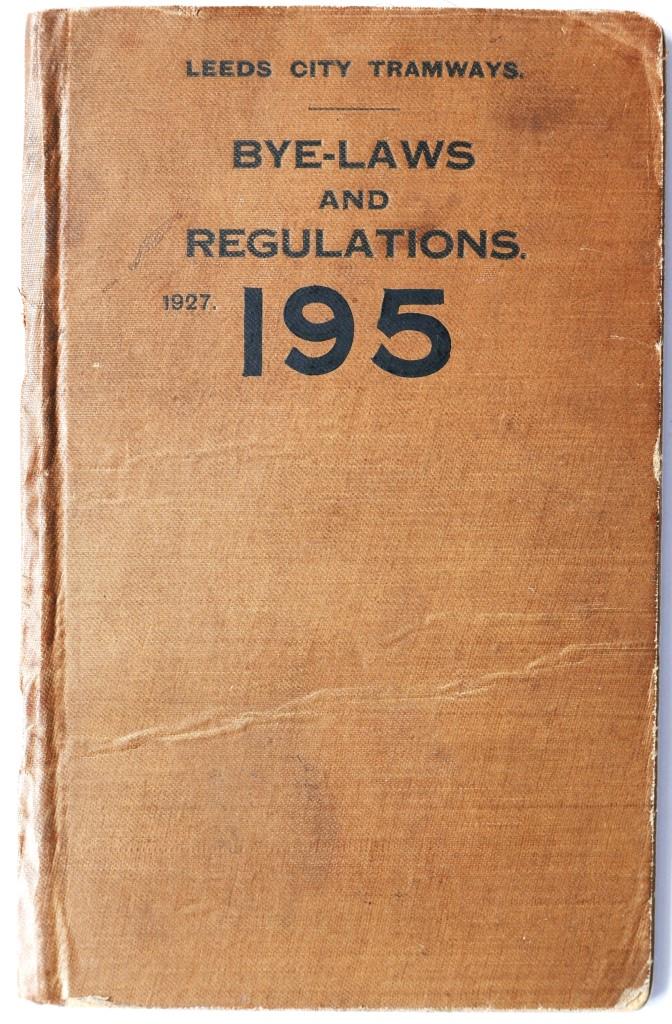 LEEDS CITY TRAMWAYS.
BYE-LAWS
AND
REGULATIONS.
1927. 195